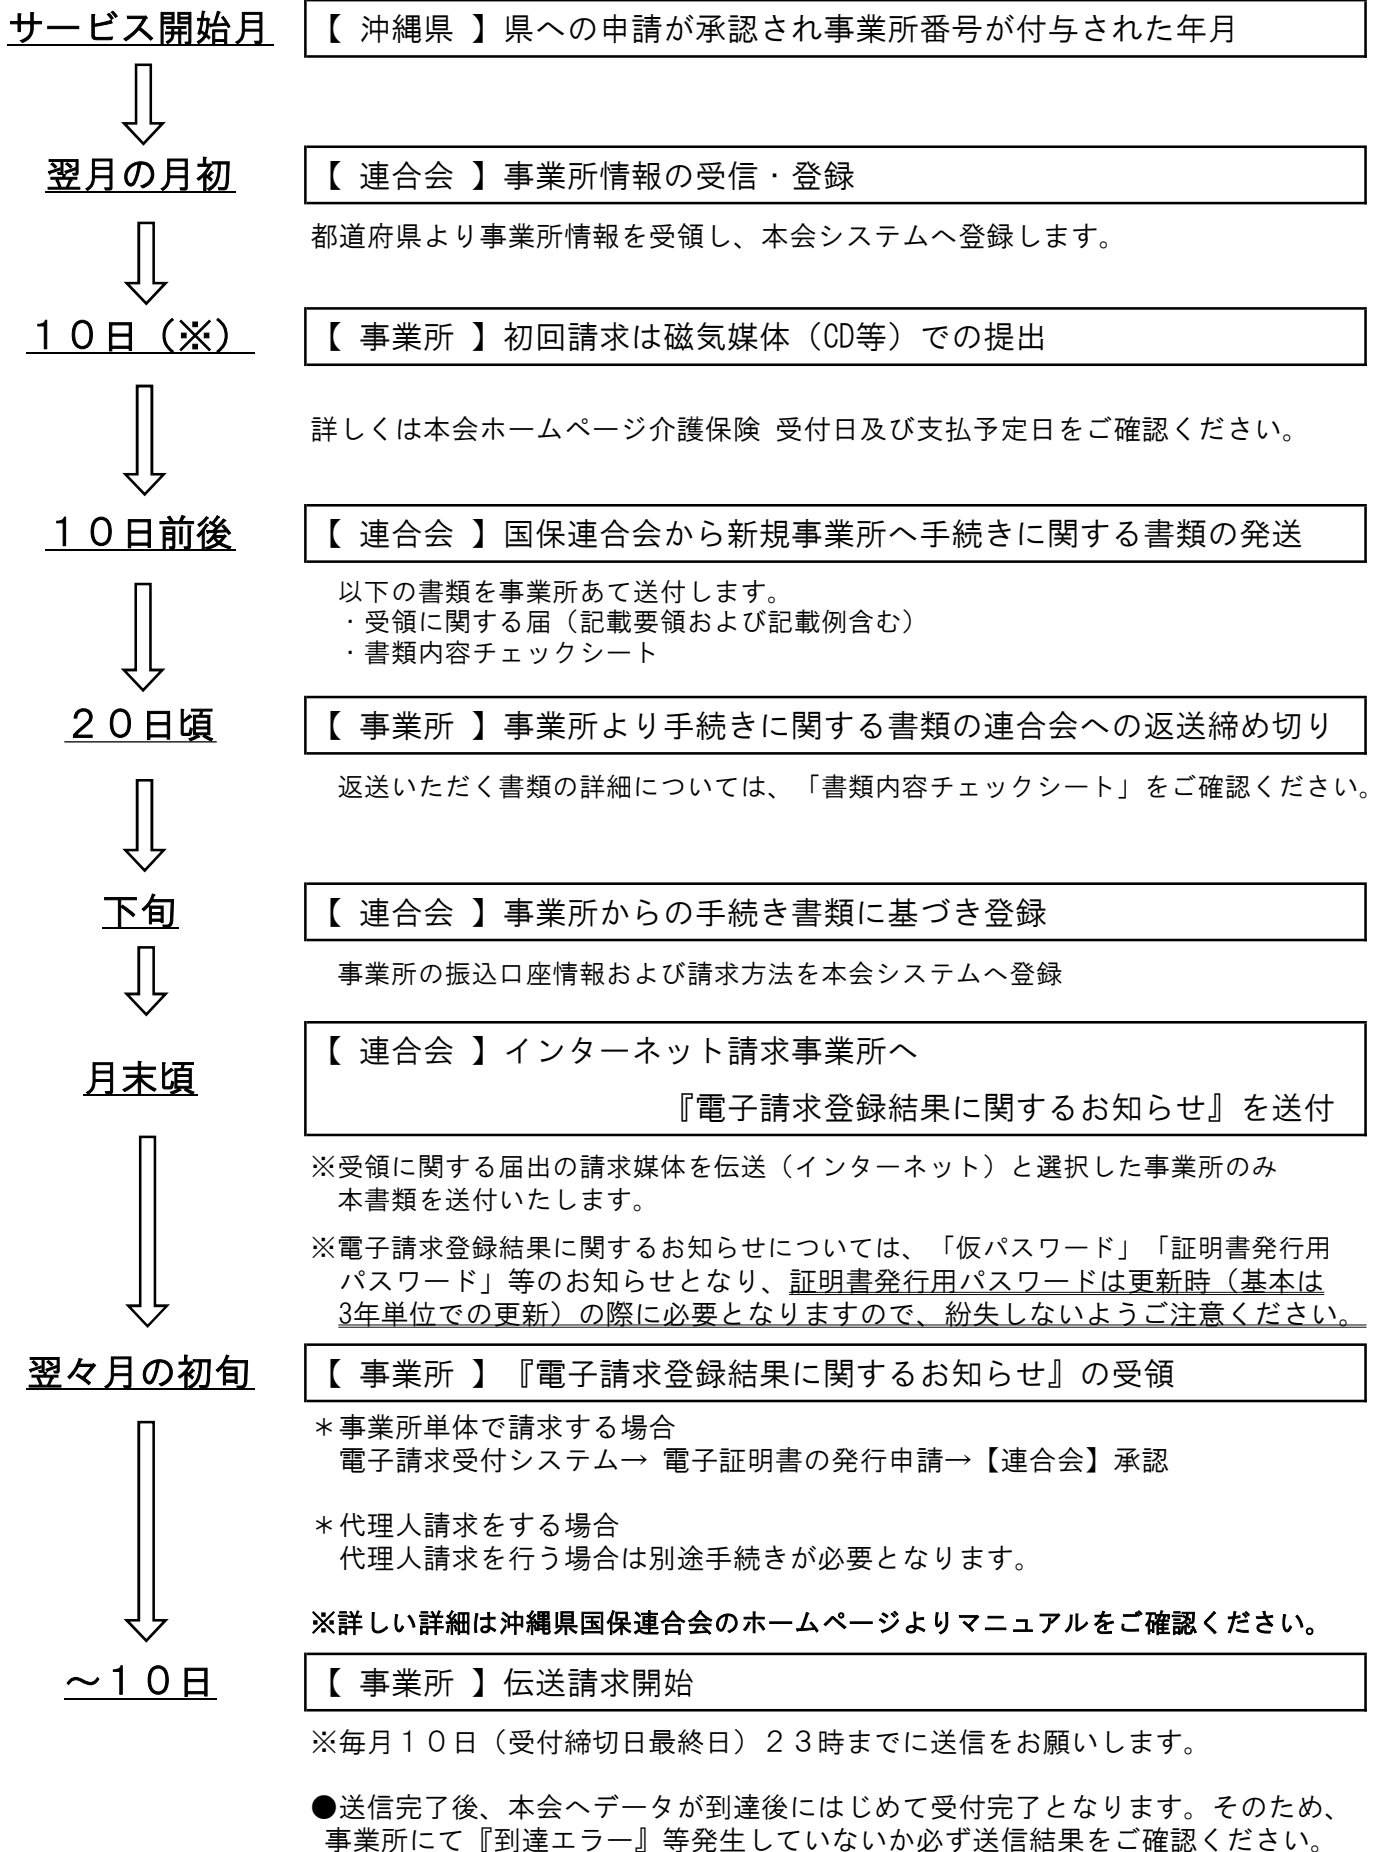 サービス開始月
【 沖縄県 】県への申請が承認され事業所番号が付与された年月
翌月の月初
【 連合会 】事業所情報の受信・登録
都道府県より事業所情報を受領し、本会システムへ登録します。
１０日（※）
【 事業所 】初回請求は磁気媒体（CD等）での提出
詳しくは本会ホームページ介護保険 受付日及び支払予定日をご確認ください。
１０日前後
【 連合会 】国保連合会から新規事業所へ手続きに関する書類の発送
以下の書類を事業所あて送付します。
・受領に関する届（記載要領および記載例含む）
・書類内容チェックシート
２０日頃
【 事業所 】事業所より手続きに関する書類の連合会への返送締め切り
返送いただく書類の詳細については、「書類内容チェックシート」をご確認ください。
下旬
【 連合会 】事業所からの手続き書類に基づき登録
事業所の振込口座情報および請求方法を本会システムへ登録
月末頃
【 連合会 】インターネット請求事業所へ
『電子請求登録結果に関するお知らせ』を送付
※受領に関する届出の請求媒体を伝送（インターネット）と選択した事業所のみ
本書類を送付いたします。
※電子請求登録結果に関するお知らせについては、「仮パスワード」「証明書発行用
パスワード」等のお知らせとなり、証明書発行用パスワードは更新時（基本は
3年単位での更新）の際に必要となりますので、紛失しないようご注意ください。
翌々月の初旬
【 事業所 】『電子請求登録結果に関するお知らせ』の受領
＊事業所単体で請求する場合
電子請求受付システム→ 電子証明書の発行申請→【連合会】承認
＊代理人請求をする場合
代理人請求を行う場合は別途手続きが必要となります。
※詳しい詳細は沖縄県国保連合会のホームページよりマニュアルをご確認ください。
～１０日
【 事業所 】伝送請求開始
※毎月１０日（受付締切日最終日）２３時までに送信をお願いします。
●送信完了後、本会へデータが到達後にはじめて受付完了となります。そのため、
事業所にて『到達エラー』等発生していないか必ず送信結果をご確認ください。